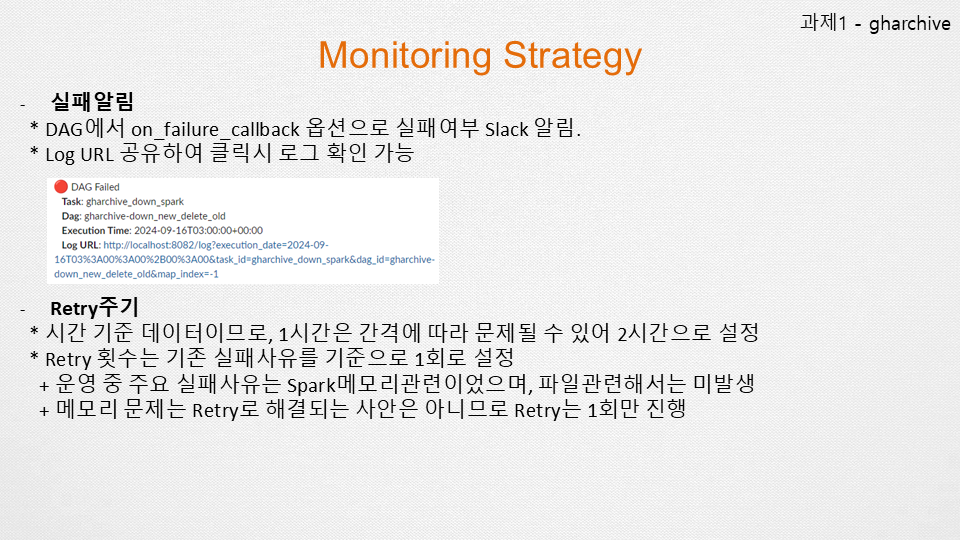 과제1 - gharchive
Monitoring Strategy
- 실패알림
* DAG에서 on_failure_callback 옵션으로 실패여부 Slack 알림.
* Log URL 공유하여 클릭시 로그 확인 가능
DAG Failed
Task: gharchive_down_spark
Dag: gharchive-down_new_delete_old
Execution Time: 2024-09-16T03:00:00+00:00
Log URL: http://localhost:8082/log?execution_date=2024-09-
16T03%3A00%3A00%2B00%3A00&task_id=gharchive_down_spark&dag_id=gharchive-
down_new_delete_old&map_index=-1
- Retry주기
* 시간 기준 데이터이므로, 1시간은 간격에 따라 문제될 수 있어 2시간으로 설정
* Retry 횟수는 기존 실패사유를 기준으로 1회로 설정
+ 운영 중 주요 실패사유는 Spark메모리관련이었으며, 파일관련해서는 미발생
+ 메모리 문제는 Retry로 해결되는 사안은 아니므로 Retry는 1회만 진행